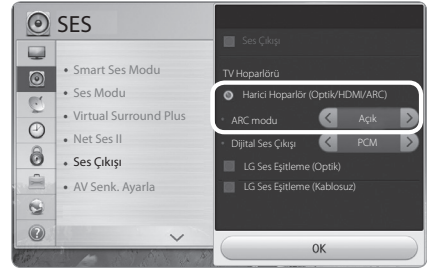 SES
Smart Ses Modu
Ses Modu
Virtual Surround Plus
Net Ses II
Ses Çıkışı
AV Senk. Ayarla
Ses Çıkışı
TV Hoparlörü
Harici Hoparlör (Optik/HDMI/ARC)
ARC modu Açık
Dijital Ses Çıkışı PCM
LG Ses Eşitleme (Optik)
LG Ses Eşitleme (Kablosuz)
OK